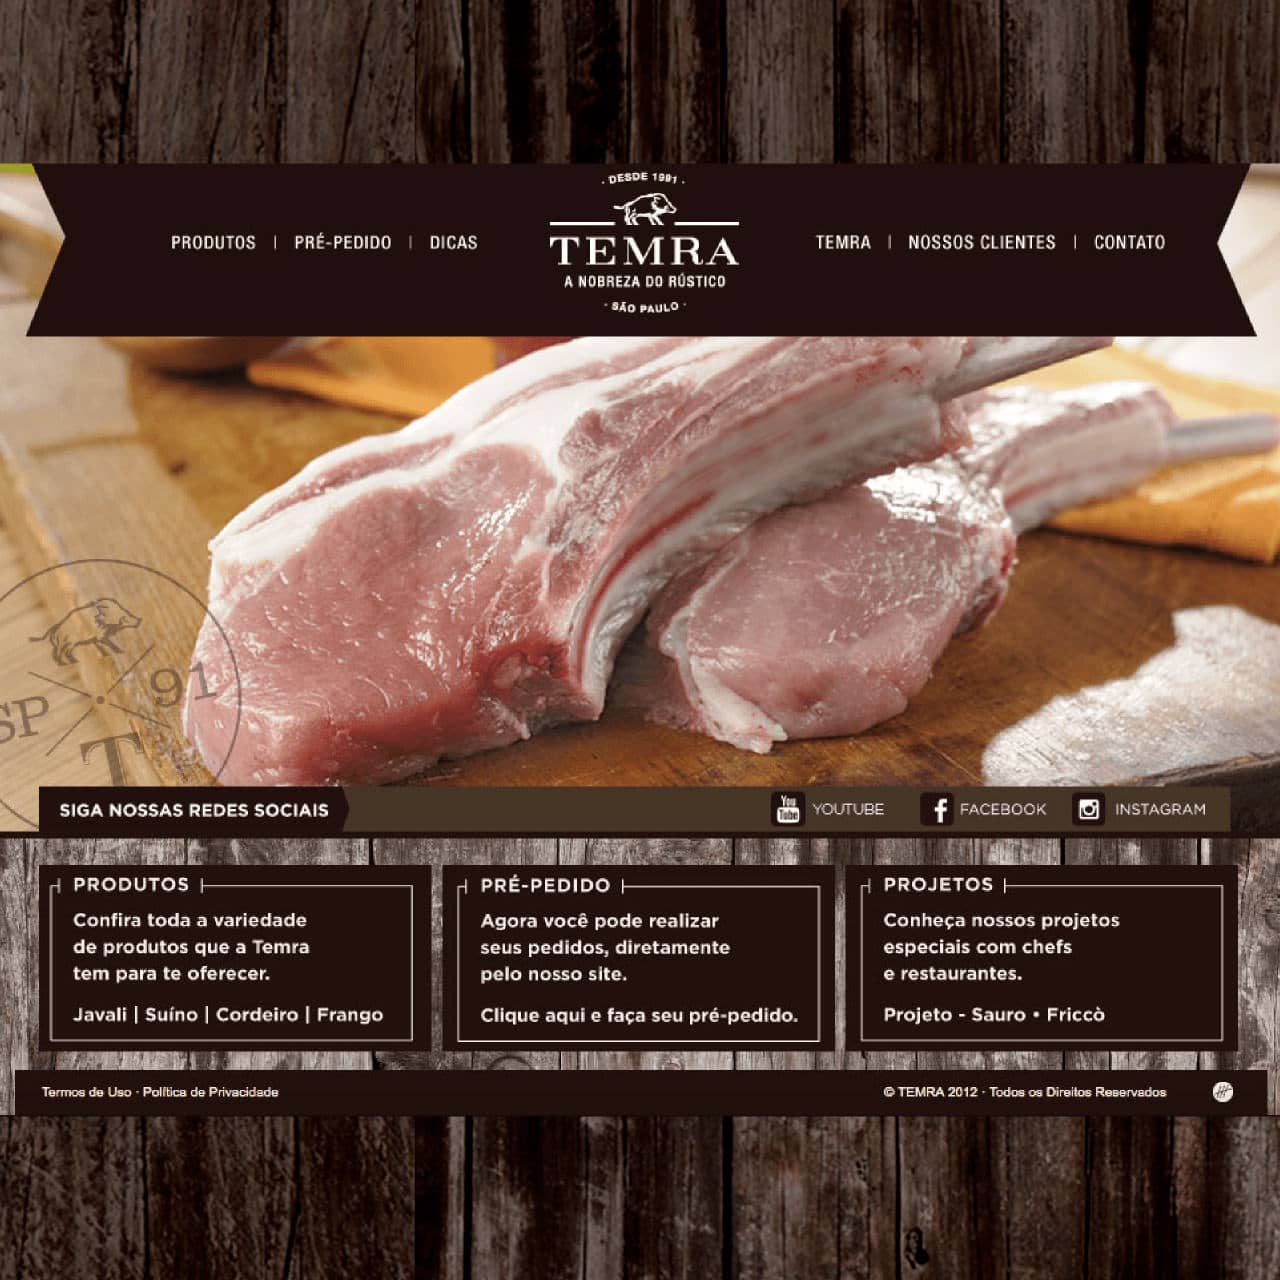 · DESDE 1991 ·
PRODUTOS | PRÉ-PEDIDO | DICAS
TEMRA
A NOBREZA DO RÚSTICO
· SÃO PAULO ·
TEMRA | NOSSOS CLIENTES | CONTATO
SP 91
T
SIGA NOSSAS REDES SOCIAIS
You Tube YOUTUBE
f FACEBOOK
INSTAGRAM
PRODUTOS
Confira toda a variedade
de produtos que a Temra
tem para te oferecer.
Javali | Suíno | Cordeiro | Frango
PRÉ-PEDIDO
Agora você pode realizar
seus pedidos, diretamente
pelo nosso site.
Clique aqui e faça seu pré-pedido.
PROJETOS
Conheça nossos projetos
especiais com chefs
e restaurantes.
Projeto - Sauro • Friccò
Termos de Uso · Política de Privacidade
© TEMRA 2012 · Todos os Direitos Reservados